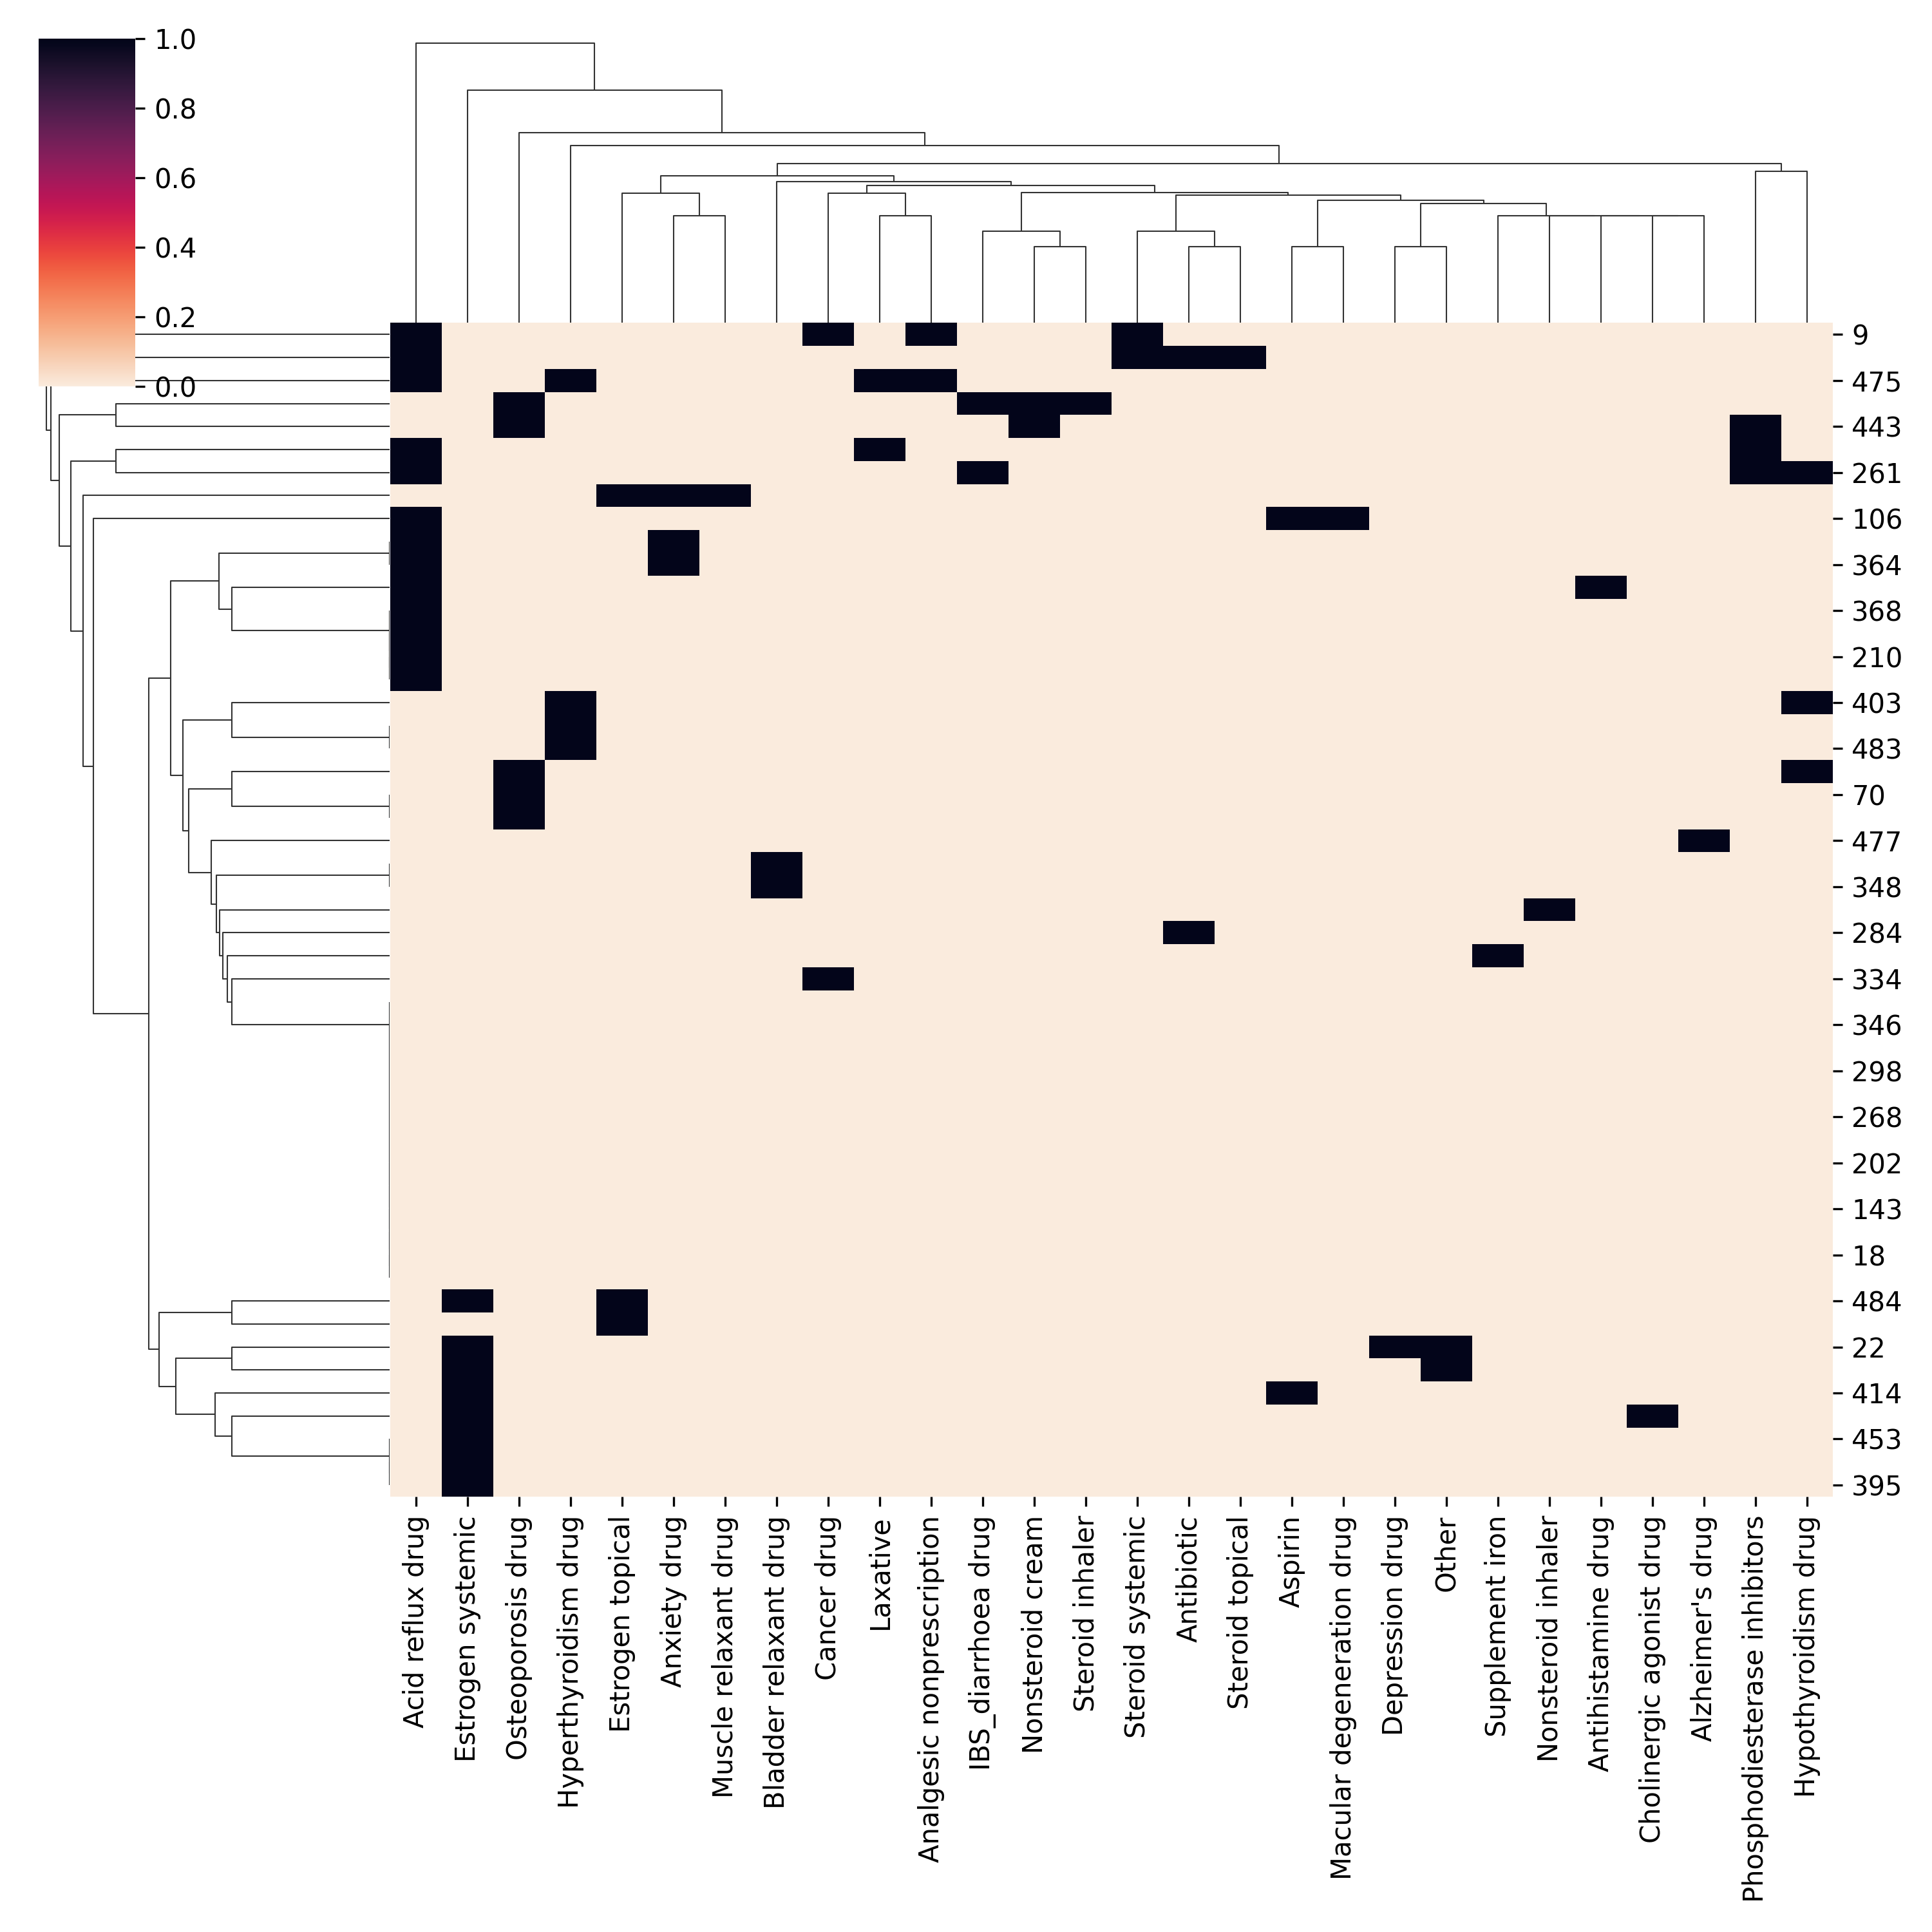 1.0
0.8
0.6
0.4
0.2
0.0
9
475
443
261
106
364
368
210
403
483
70
477
348
284
334
346
298
268
202
143
18
484
22
414
453
395
Acid reflux drug
Estrogen systemic
Osteoporosis drug
Hyperthyroidism drug
Estrogen topical
Anxiety drug
Muscle relaxant drug
Bladder relaxant drug
Cancer drug
Laxative
Analgesic nonprescription
IBS_diarrhoea drug
Nonsteroid cream
Steroid inhaler
Steroid systemic
Antibiotic
Steroid topical
Aspirin
Macular degeneration drug
Depression drug
Other
Supplement iron
Nonsteroid inhaler
Antihistamine drug
Cholinergic agonist drug
Alzheimer's drug
Phosphodiesterase inhibitors
Hypothyroidism drug